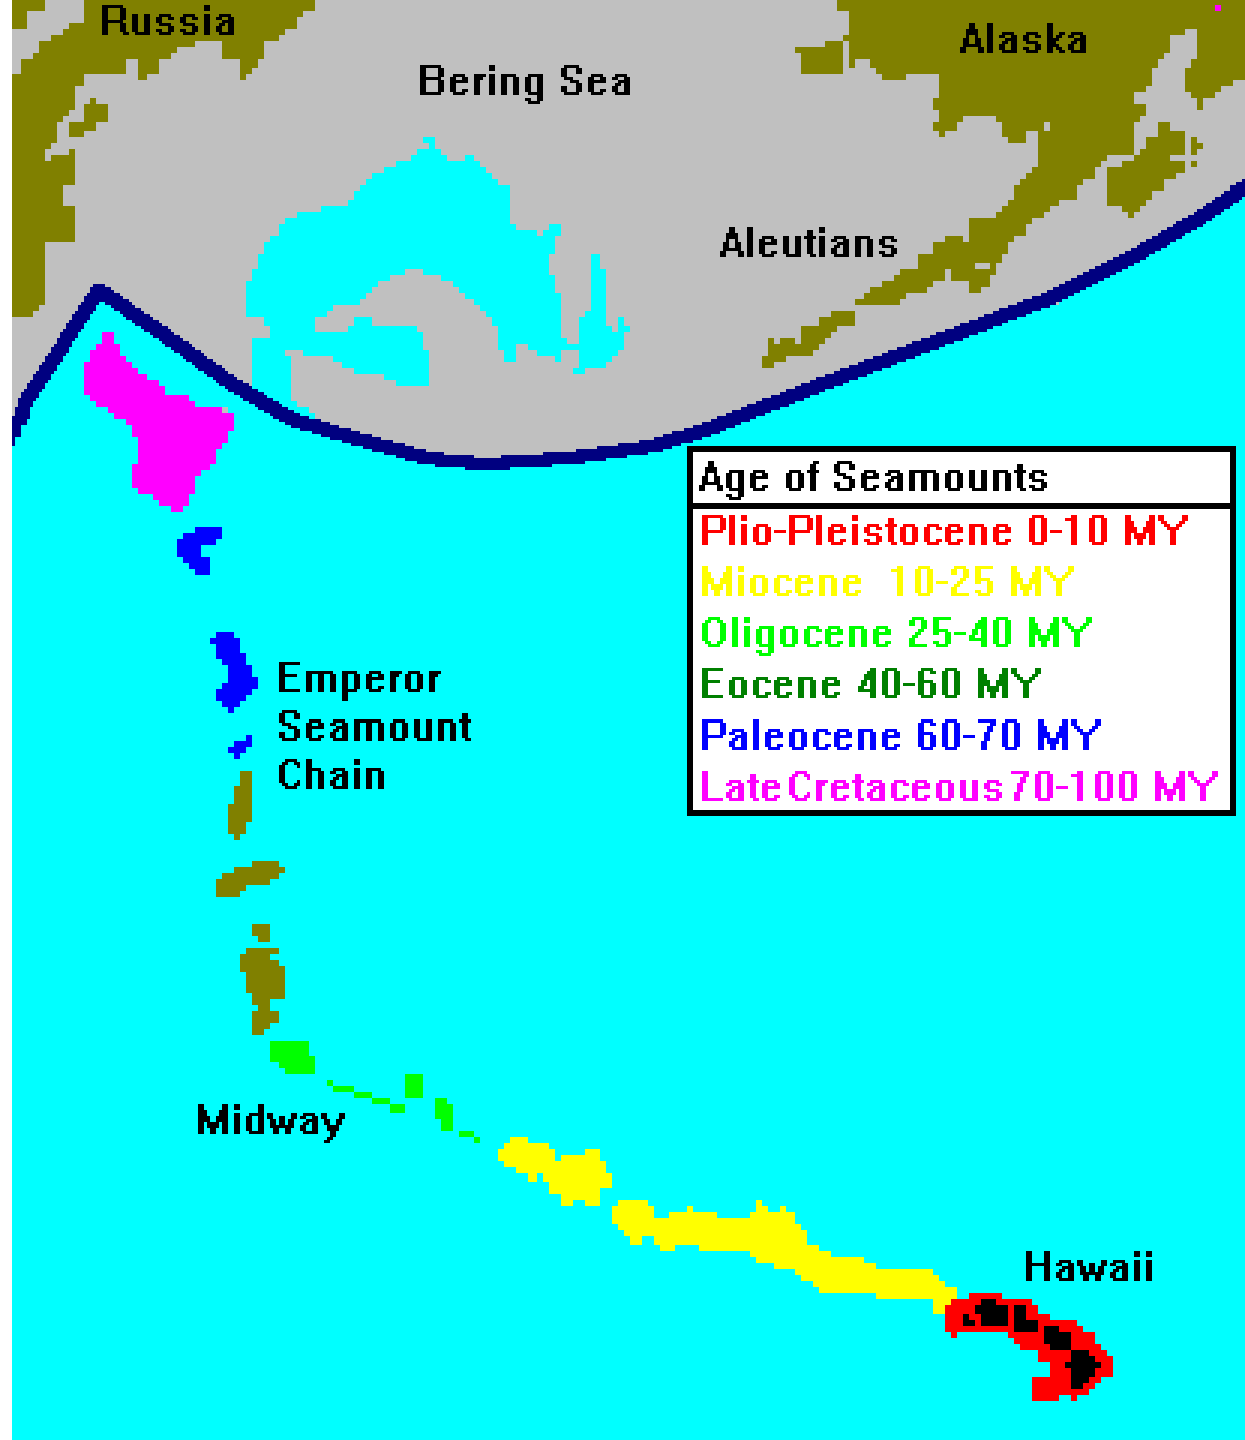 Russia
Alaska
Bering Sea
Aleutians
Age of Seamounts
Plio-Pleistocene 0-10 MY
Miocene 10-25 MY
Oligocene 25-40 MY
Eocene 40-60 MY
Paleocene 60-70 MY
Late Cretaceous 70-100 MY
Emperor
Seamount
Chain
Midway
Hawaii